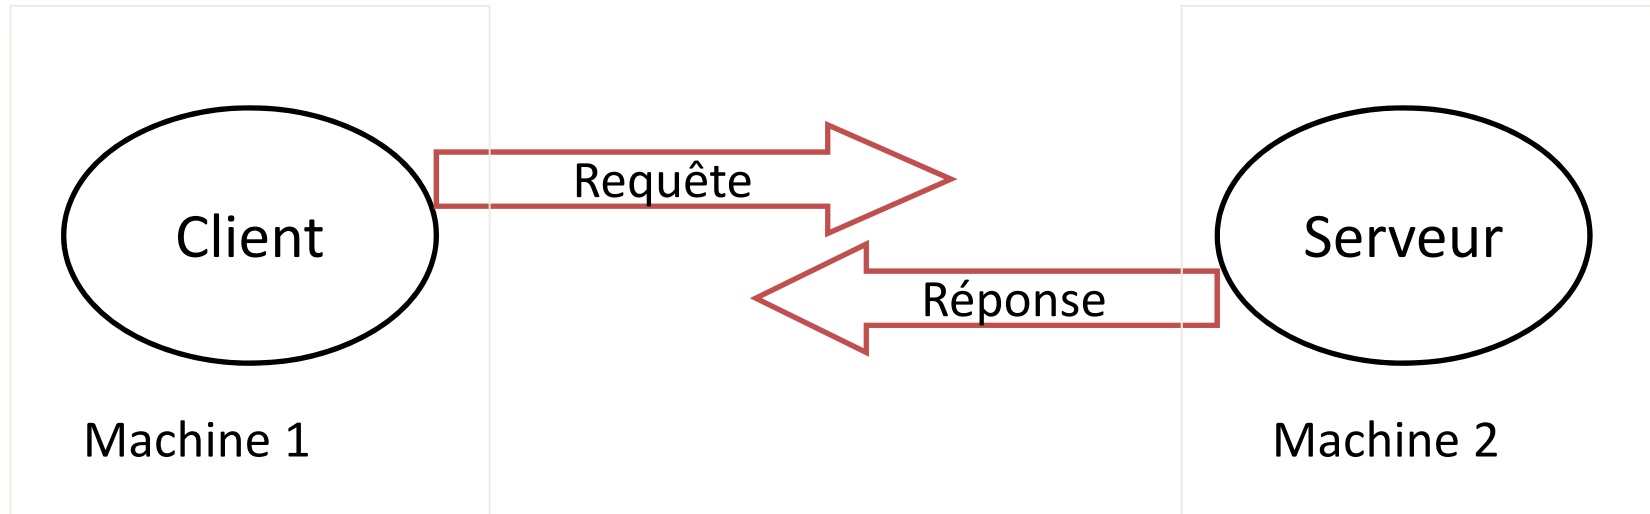 Client
Requête
Réponse
Serveur
Machine 1
Machine 2